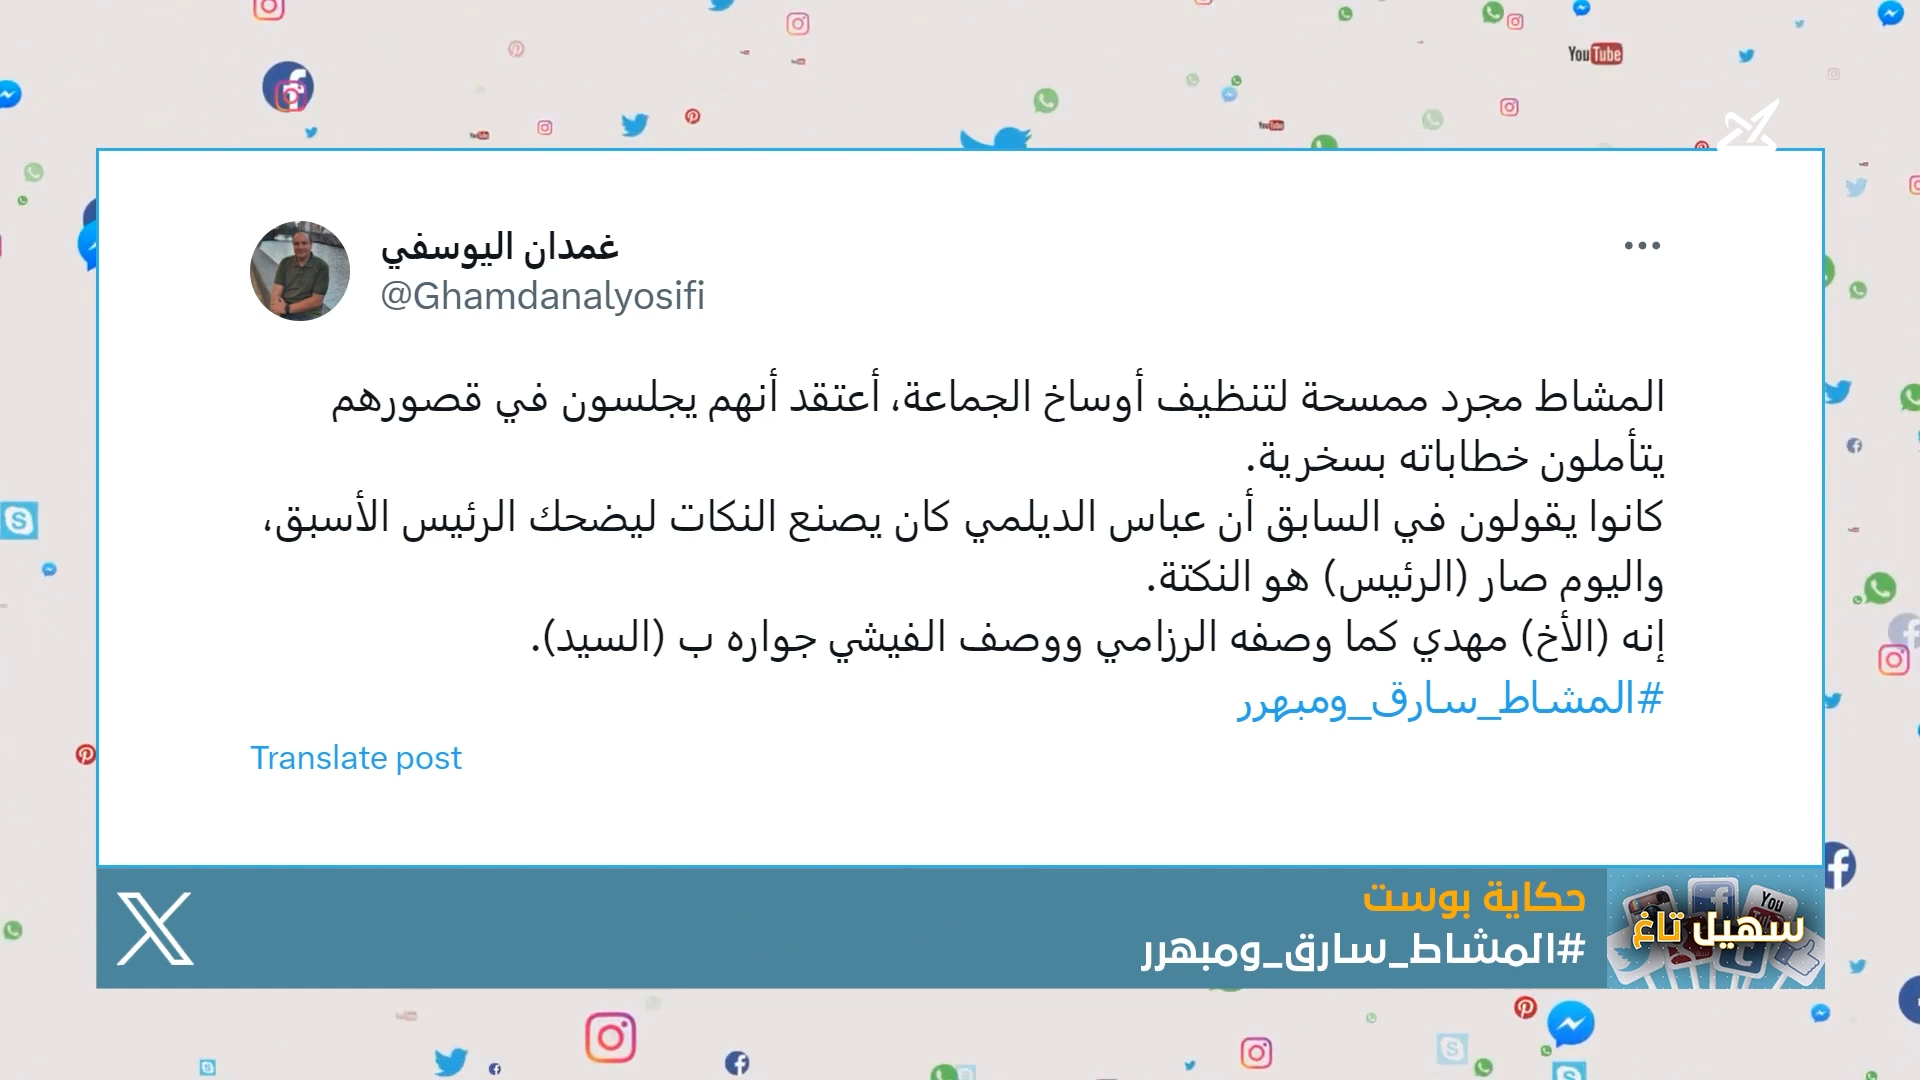 غمدان اليوسفي
@Ghamdanalyosifi
المشاط مجرد ممسحة لتنظيف أوساخ الجماعة، أعتقد أنهم يجلسون في قصورهم
يتأملون خطاباته بسخرية.
كانوا يقولون في السابق أن عباس الديلمي كان يصنع النكات ليضحك الرئيس الأسبق،
واليوم صار (الرئيس) هو النكتة.
إنه (الأخ) مهدي كما وصفه الرزامي ووصف الفيشي جواره ب (السيد).
#المشاط_سارق_ومبهرر
Translate post
حكاية بوست
#المشاط_سارق_ومبهرر
سهيل تاغ
You
YouTube